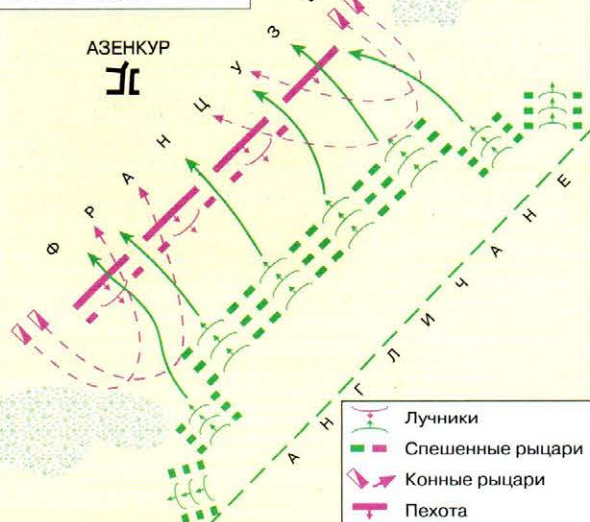 АЗЕНКУР
ФРАНЦУЗ
АНГЛИЧАНЕ
Лучники
Спешенные рыцари
Конные рыцари
Пехота